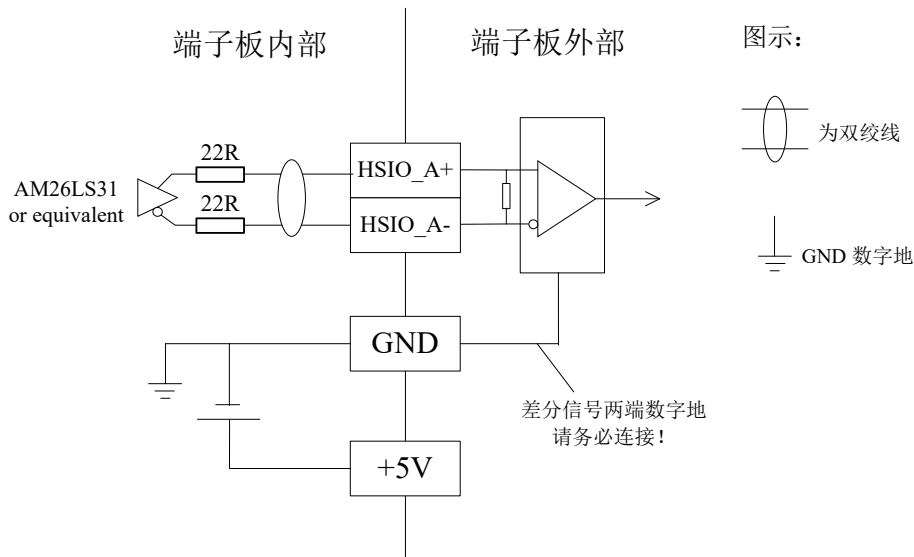 端子板内部
端子板外部
图示：
22R
HSIO_A+
为双绞线
AM26LS31
or equivalent
22R
HSIO_A-
GND 数字地
GND
差分信号两端数字地
请务必连接！
+5V